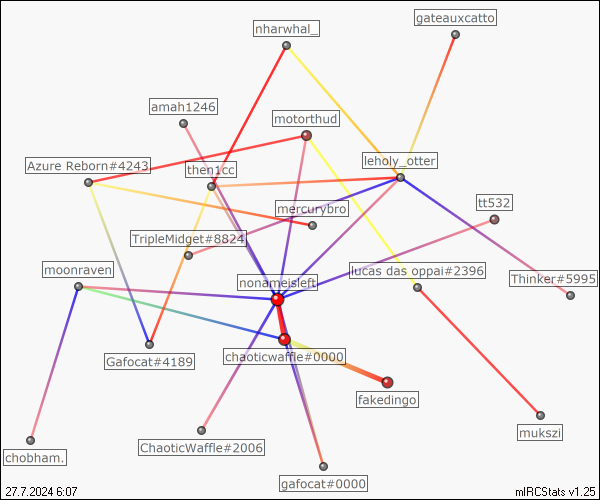 gateauxcatto
nharwhal_
amah1246
motorthud
leholy_otter
Azure Reborn#4243
then1cc
tt532
mercurybro
TripleMidget#8824
moonraven
nonameisleft
lucas das oppai#2396
Thinker#5995
Gafocat#4189
chaoticwaffle#0000
fakedingo
mukszi
ChaoticWaffle#2006
chobham.
gafocat#0000
27.7.2024 6:07
mIRCStats v1.25